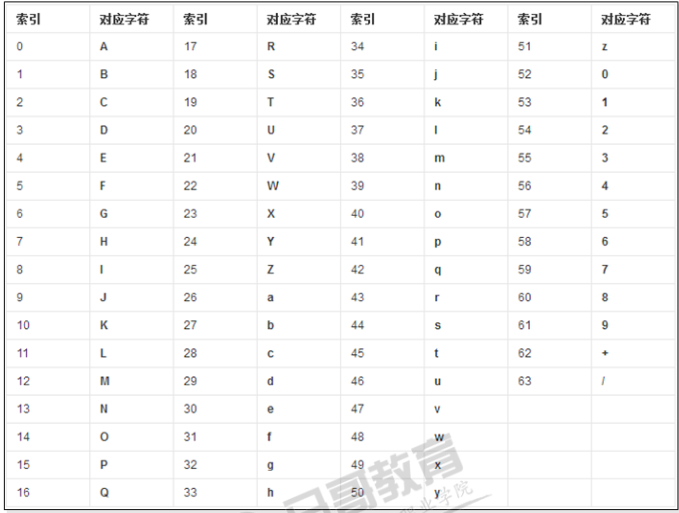 索引 对应字符 索引 对应字符 索引 对应字符 索引 对应字符
0 A 17 R 34 i 51 z
1 B 18 S 35 j 52 0
2 C 19 T 36 k 53 1
3 D 20 U 37 l 54 2
4 E 21 V 38 m 55 3
5 F 22 W 39 n 56 4
6 G 23 X 40 o 57 5
7 H 24 Y 41 p 58 6
8 I 25 Z 42 q 59 7
9 J 26 a 43 r 60 8
10 K 27 b 44 s 61 9
11 L 28 c 45 t 62 +
12 M 29 d 46 u 63 /
13 N 30 e 47 v
14 O 31 f 48 w
15 P 32 g 49 x
16 Q 33 h 50 y
哥教育
业学院